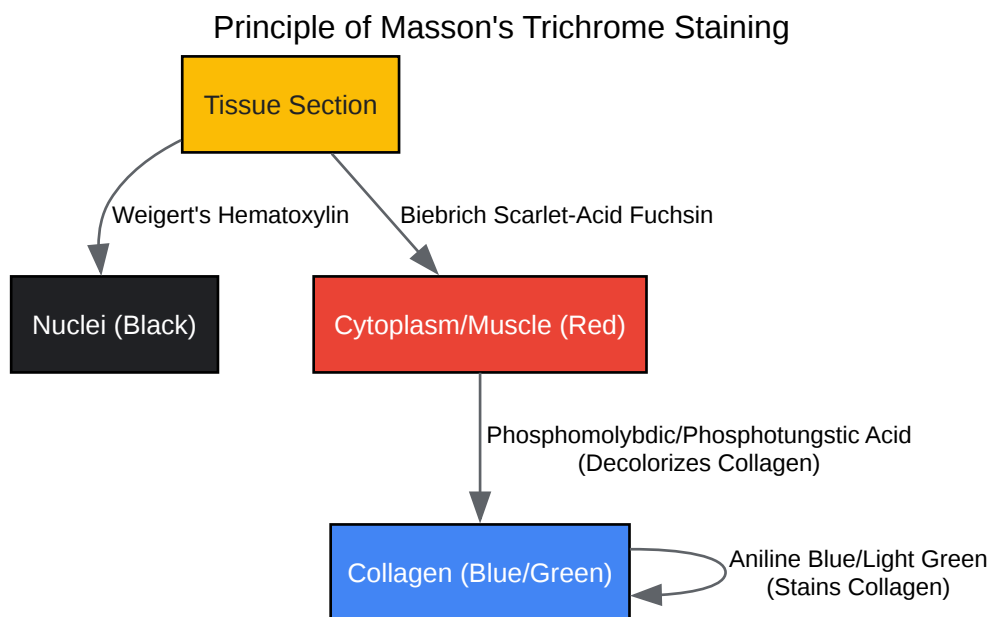 Principle of Masson's Trichrome Staining
Tissue Section
Weigert's Hematoxylin
Biebrich Scarlet-Acid Fuchsin
Nuclei (Black)
Cytoplasm/Muscle (Red)
Phosphomolybdic/Phosphotungstic Acid
(Decolorizes Collagen)
Collagen (Blue/Green)
Aniline Blue/Light Green
(Stains Collagen)